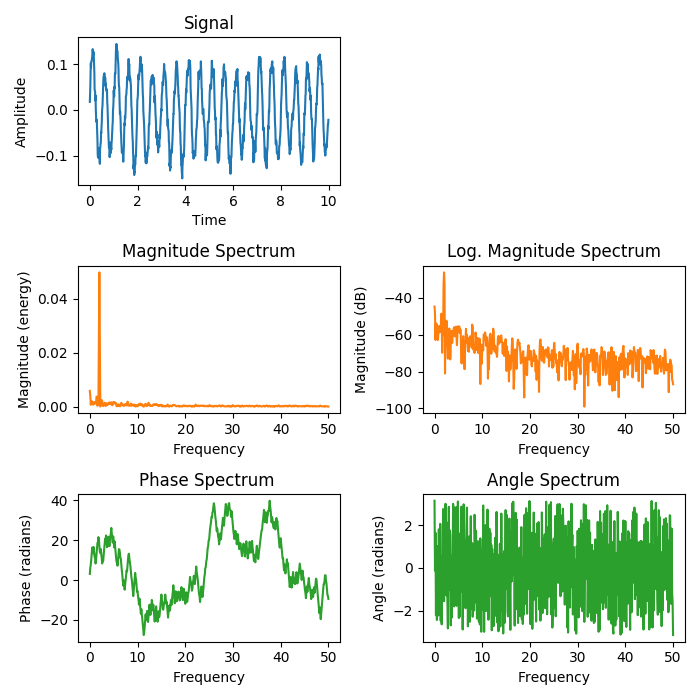 Signal
Amplitude
0.1
0.0
−0.1
0 2 4 6 8 10
Time
Magnitude Spectrum
Magnitude (energy)
0.04
0.02
0.00
0 10 20 30 40 50
Frequency
Log. Magnitude Spectrum
Magnitude (dB)
−40
−60
−80
−100
0 10 20 30 40 50
Frequency
Phase Spectrum
Phase (radians)
40
20
0
−20
0 10 20 30 40 50
Frequency
Angle Spectrum
Angle (radians)
2
0
−2
0 10 20 30 40 50
Frequency